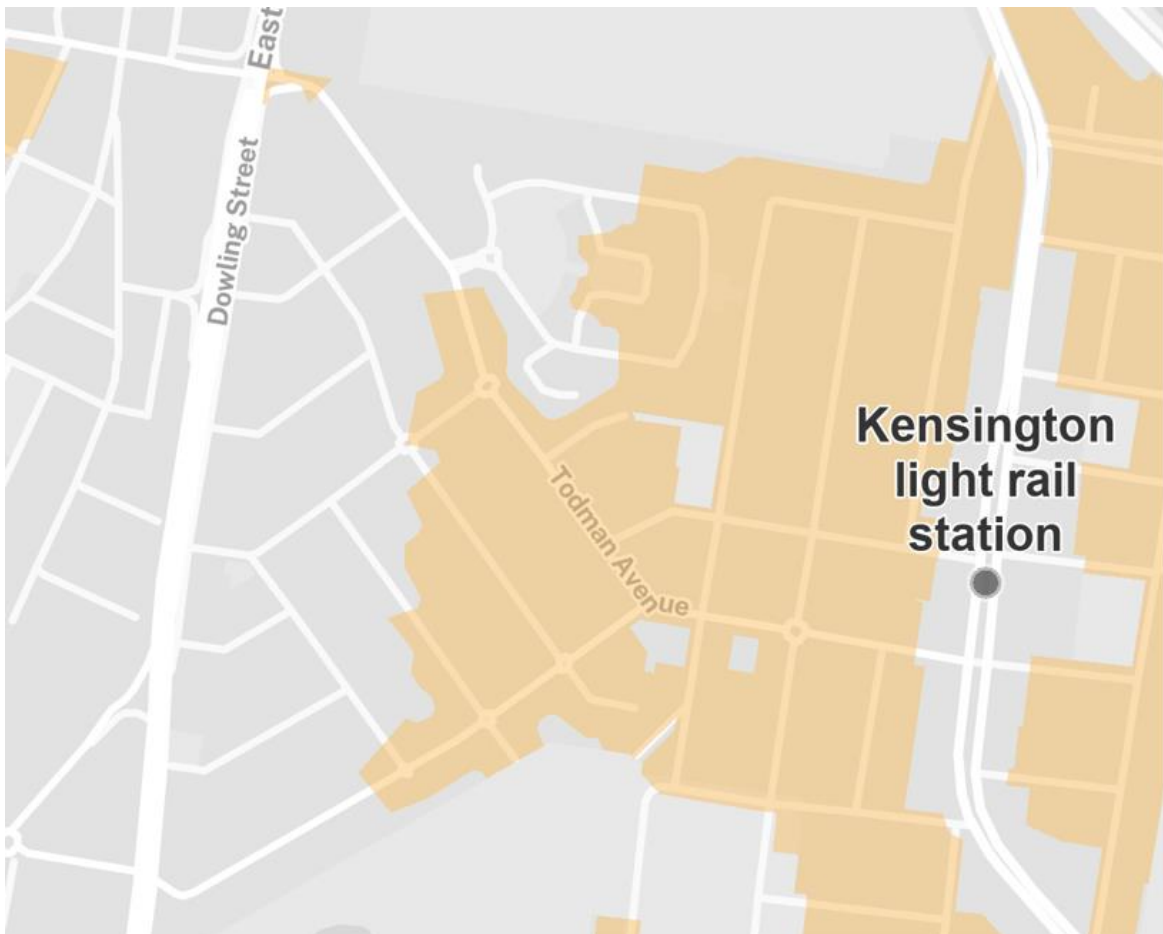 East
Dowling Street
Todman Avenue
Kensington
light rail
station